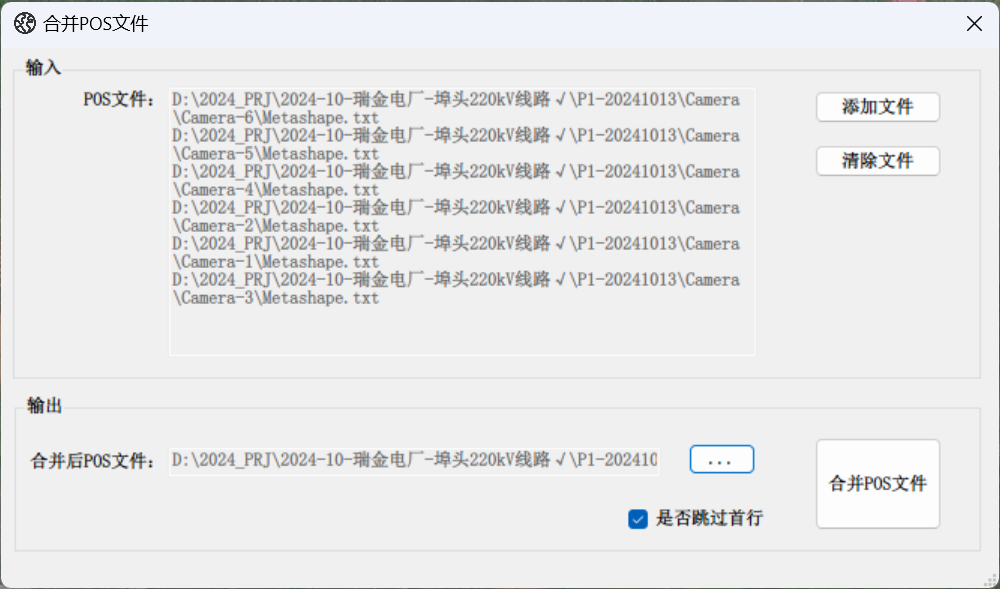 合并POS文件
输入
POS文件：
D:\2024_PRJ\2024-10-瑞金电厂-埠头220kV线路√\P1-20241013\Camera
\Camera-6\Metashape.txt
D:\2024_PRJ\2024-10-瑞金电厂-埠头220kV线路√\P1-20241013\Camera
\Camera-5\Metashape.txt
D:\2024_PRJ\2024-10-瑞金电厂-埠头220kV线路√\P1-20241013\Camera
\Camera-4\Metashape.txt
D:\2024_PRJ\2024-10-瑞金电厂-埠头220kV线路√\P1-20241013\Camera
\Camera-2\Metashape.txt
D:\2024_PRJ\2024-10-瑞金电厂-埠头220kV线路√\P1-20241013\Camera
\Camera-1\Metashape.txt
D:\2024_PRJ\2024-10-瑞金电厂-埠头220kV线路√\P1-20241013\Camera
\Camera-3\Metashape.txt
添加文件
清除文件
输出
合并后POS文件：
D:\2024_PRJ\2024-10-瑞金电厂-埠头220kV线路√\P1-202410
...
是否跳过首行
合并POS文件